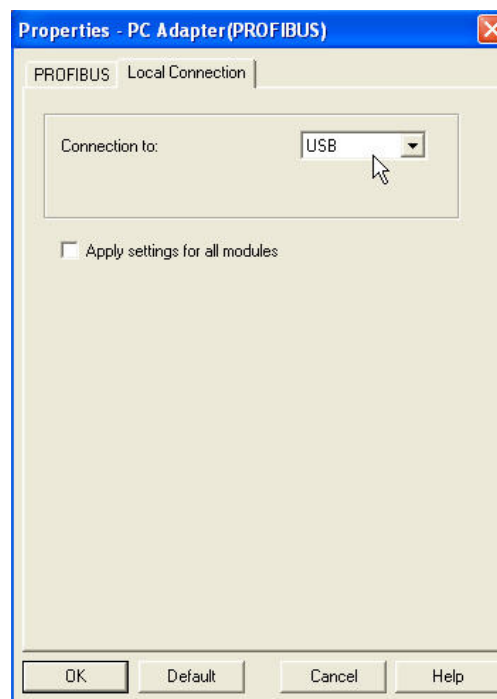 Properties - PC Adapter(PROFIBUS)
PROFIBUS Local Connection
Connection to: USB
Apply settings for all modules
OK Default Cancel Help